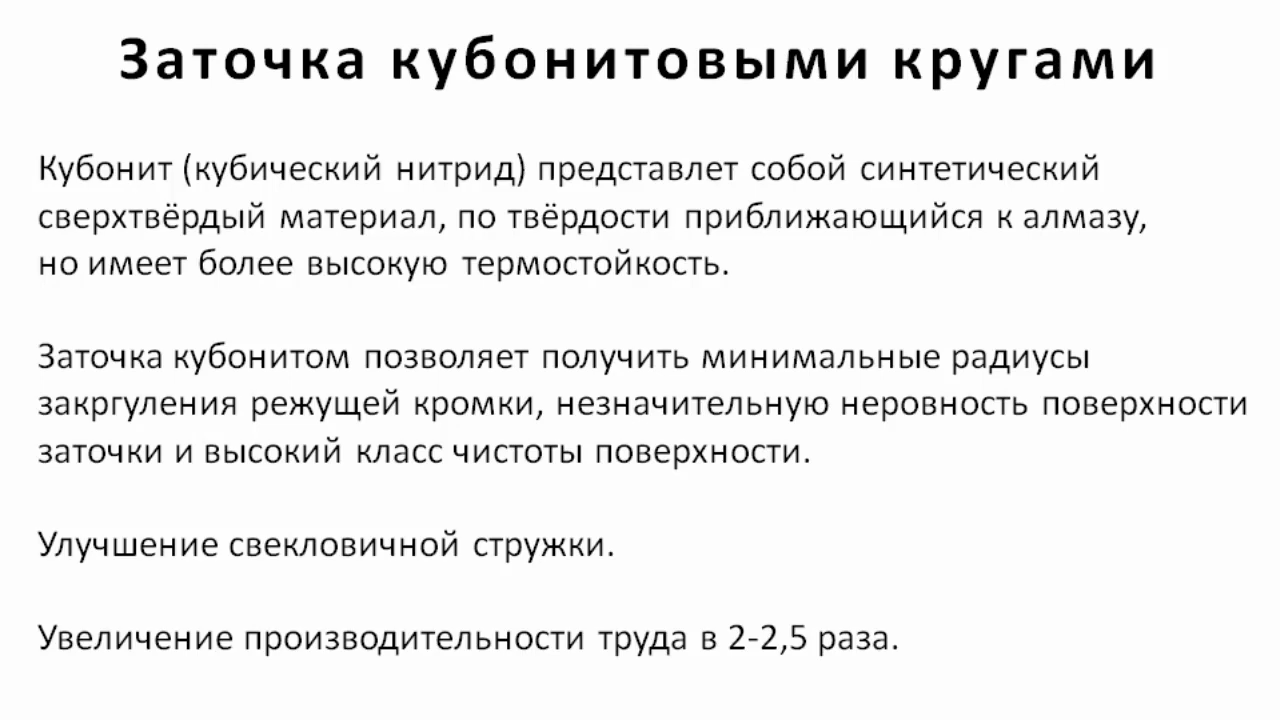 Заточка кубонитовыми кругами
Кубонит (кубический нитрид) представлет собой синтетический
сверхтвёрдый материал, по твёрдости приближающийся к алмазу,
но имеет более высокую термостойкость.
Заточка кубонитом позволяет получить минимальные радиусы
закргуления режущей кромки, незначительную неровность поверхности
заточки и высокий класс чистоты поверхности.
Улучшение свекловичной стружки.
Увеличение производительности труда в 2-2,5 раза.